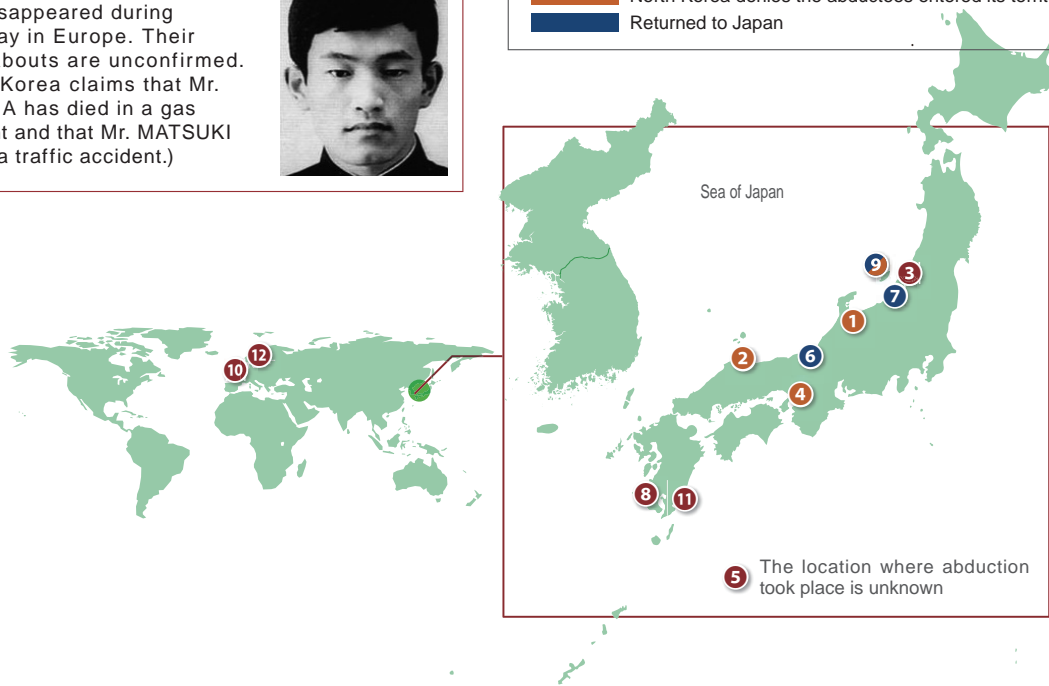 sappeared during
ay in Europe. Their
bouts are unconfirmed.
Korea claims that Mr.
A has died in a gas
t and that Mr. MATSUKI
a traffic accident.)
Returned to Japan
.
Sea of Japan
9
3
7
1
12
10
2
6
4
8
11
5
The location where abduction
took place is unknown